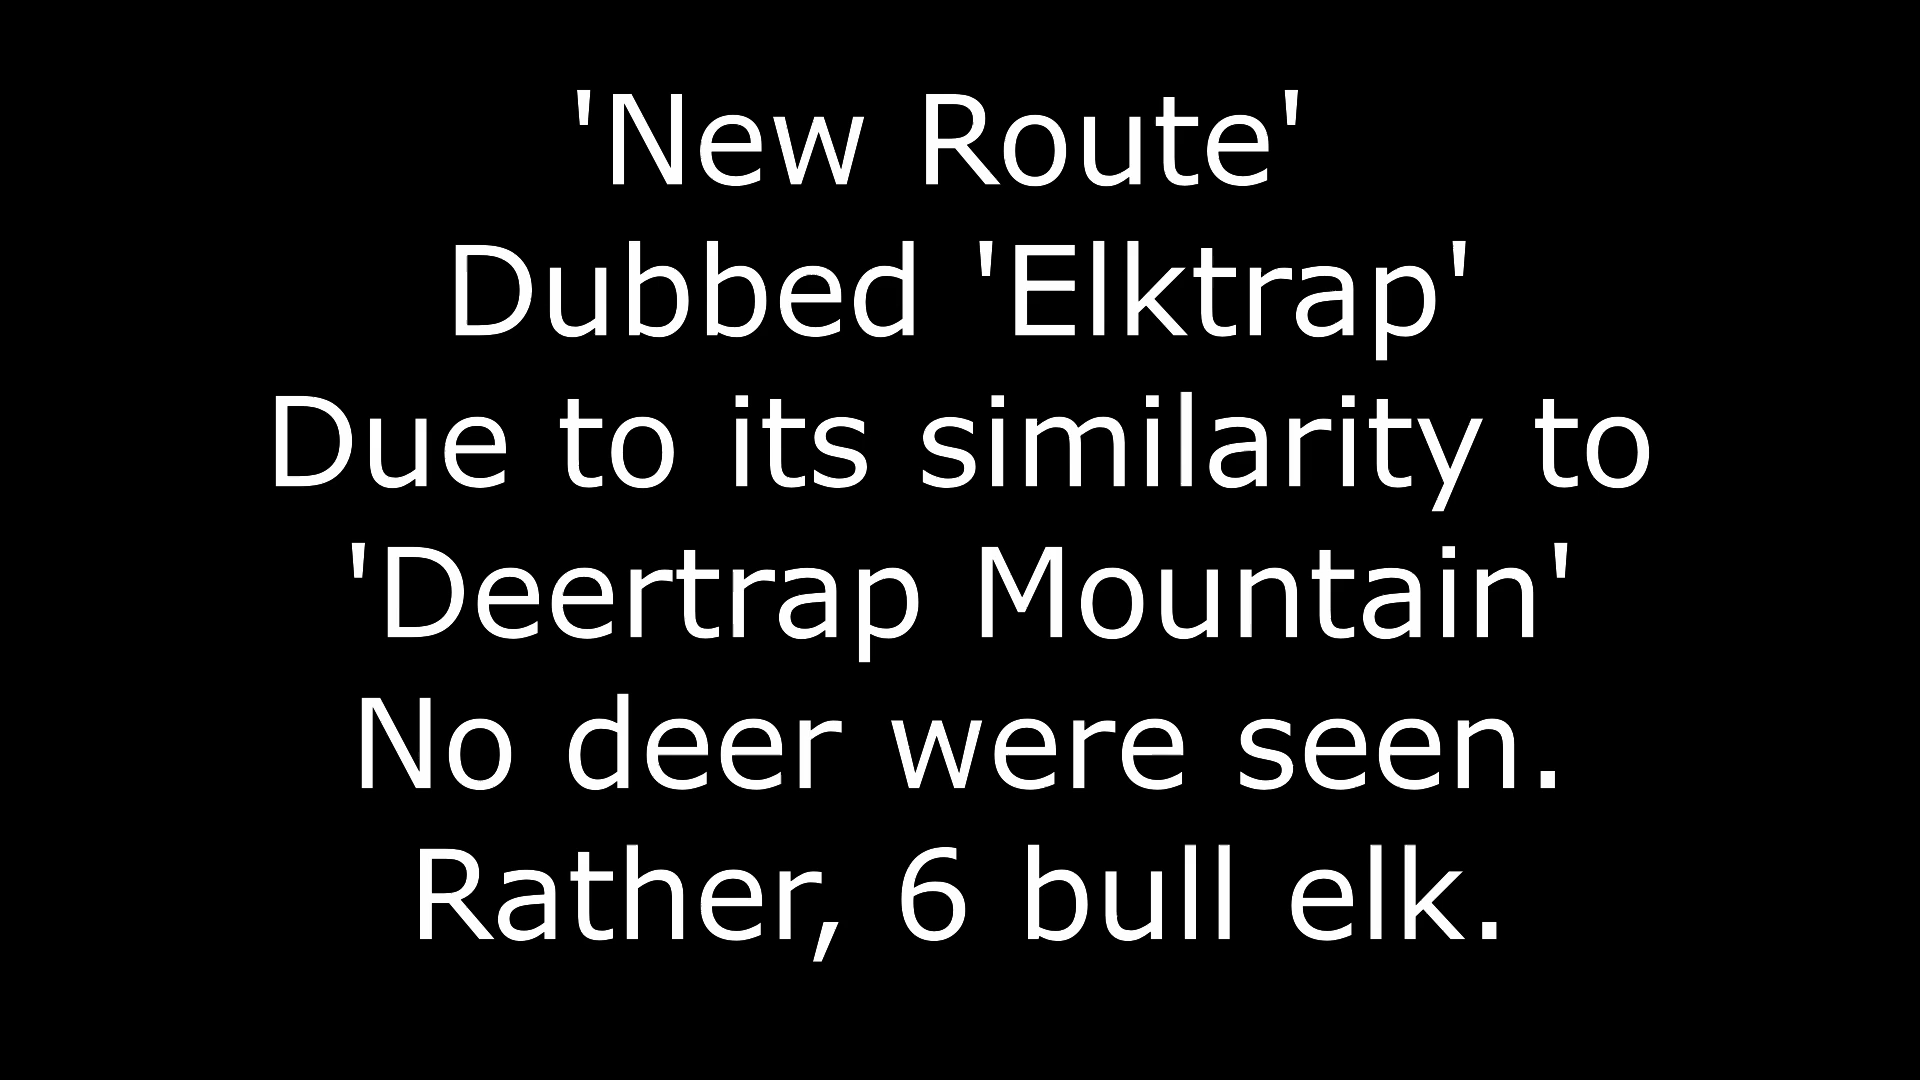 'New Route'
Dubbed 'Elktrap'
Due to its similarity to
'Deertrap Mountain'
No deer were seen.
Rather, 6 bull elk.